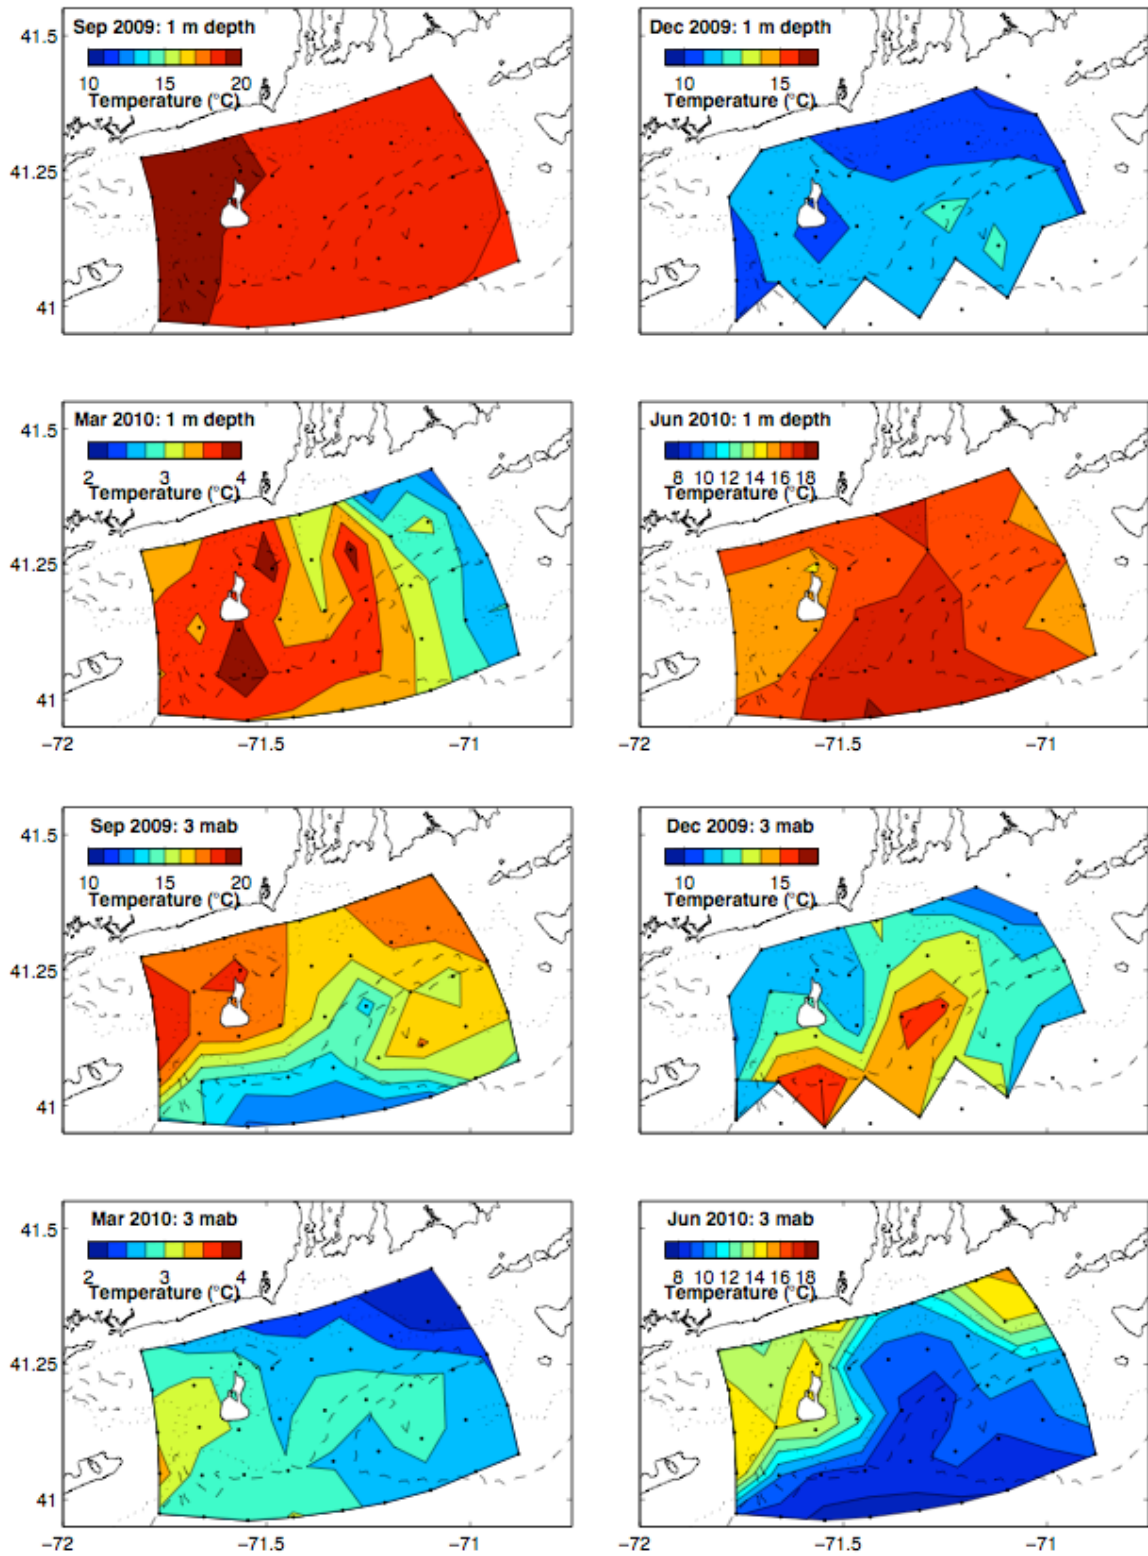 Sep 2009: 1 m depth
10 15 20
Temperature (°C)
41.5
41.25
41
Dec 2009: 1 m depth
10 15
Temperature (°C)
Mar 2010: 1 m depth
2 3 4
Temperature (°C)
41.5
41.25
41
−72 −71.5 −71
Jun 2010: 1 m depth
8 10 12 14 16 18
Temperature (°C)
−72 −71.5 −71
Sep 2009: 3 mab
10 15 20
Temperature (°C)
41.5
41.25
41
Dec 2009: 3 mab
10 15
Temperature (°C)
Mar 2010: 3 mab
2 3 4
Temperature (°C)
41.5
41.25
41
−72 −71.5 −71
Jun 2010: 3 mab
8 10 12 14 16 18
Temperature (°C)
−72 −71.5 −71